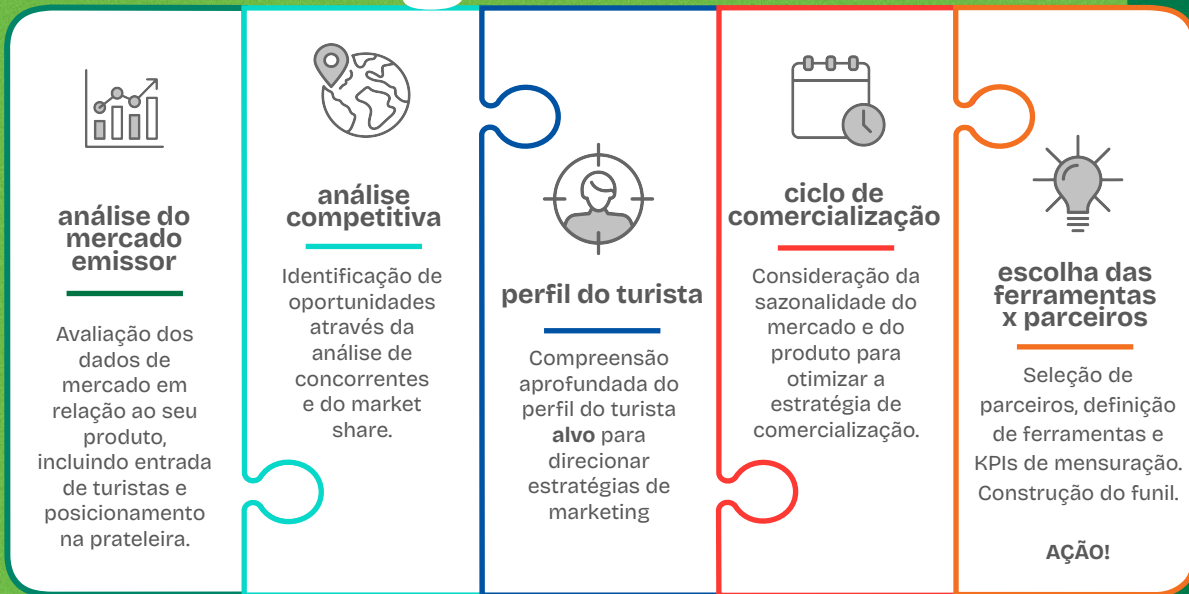 análise do
mercado
emissor
Avaliação dos
dados de
mercado em
relação ao seu
produto,
incluindo entrada
de turistas e
posicionamento
na prateleira.
análise
competitiva
Identificação de
oportunidades
através da
análise de
concorrentes
e do market
share.
perfil do turista
Compreensão
aprofundada do
perfil do turista
alvo para
direcionar
estratégias de
marketing
ciclo de
comercialização
Consideração da
sazonalidade do
mercado e do
produto para
otimizar a
estratégia de
comercialização.
escolha das
ferramentas
x parceiros
Seleção de
parceiros, definição
de ferramentas e
KPIs de mensuração.
Construção do funil.
AÇÃO!